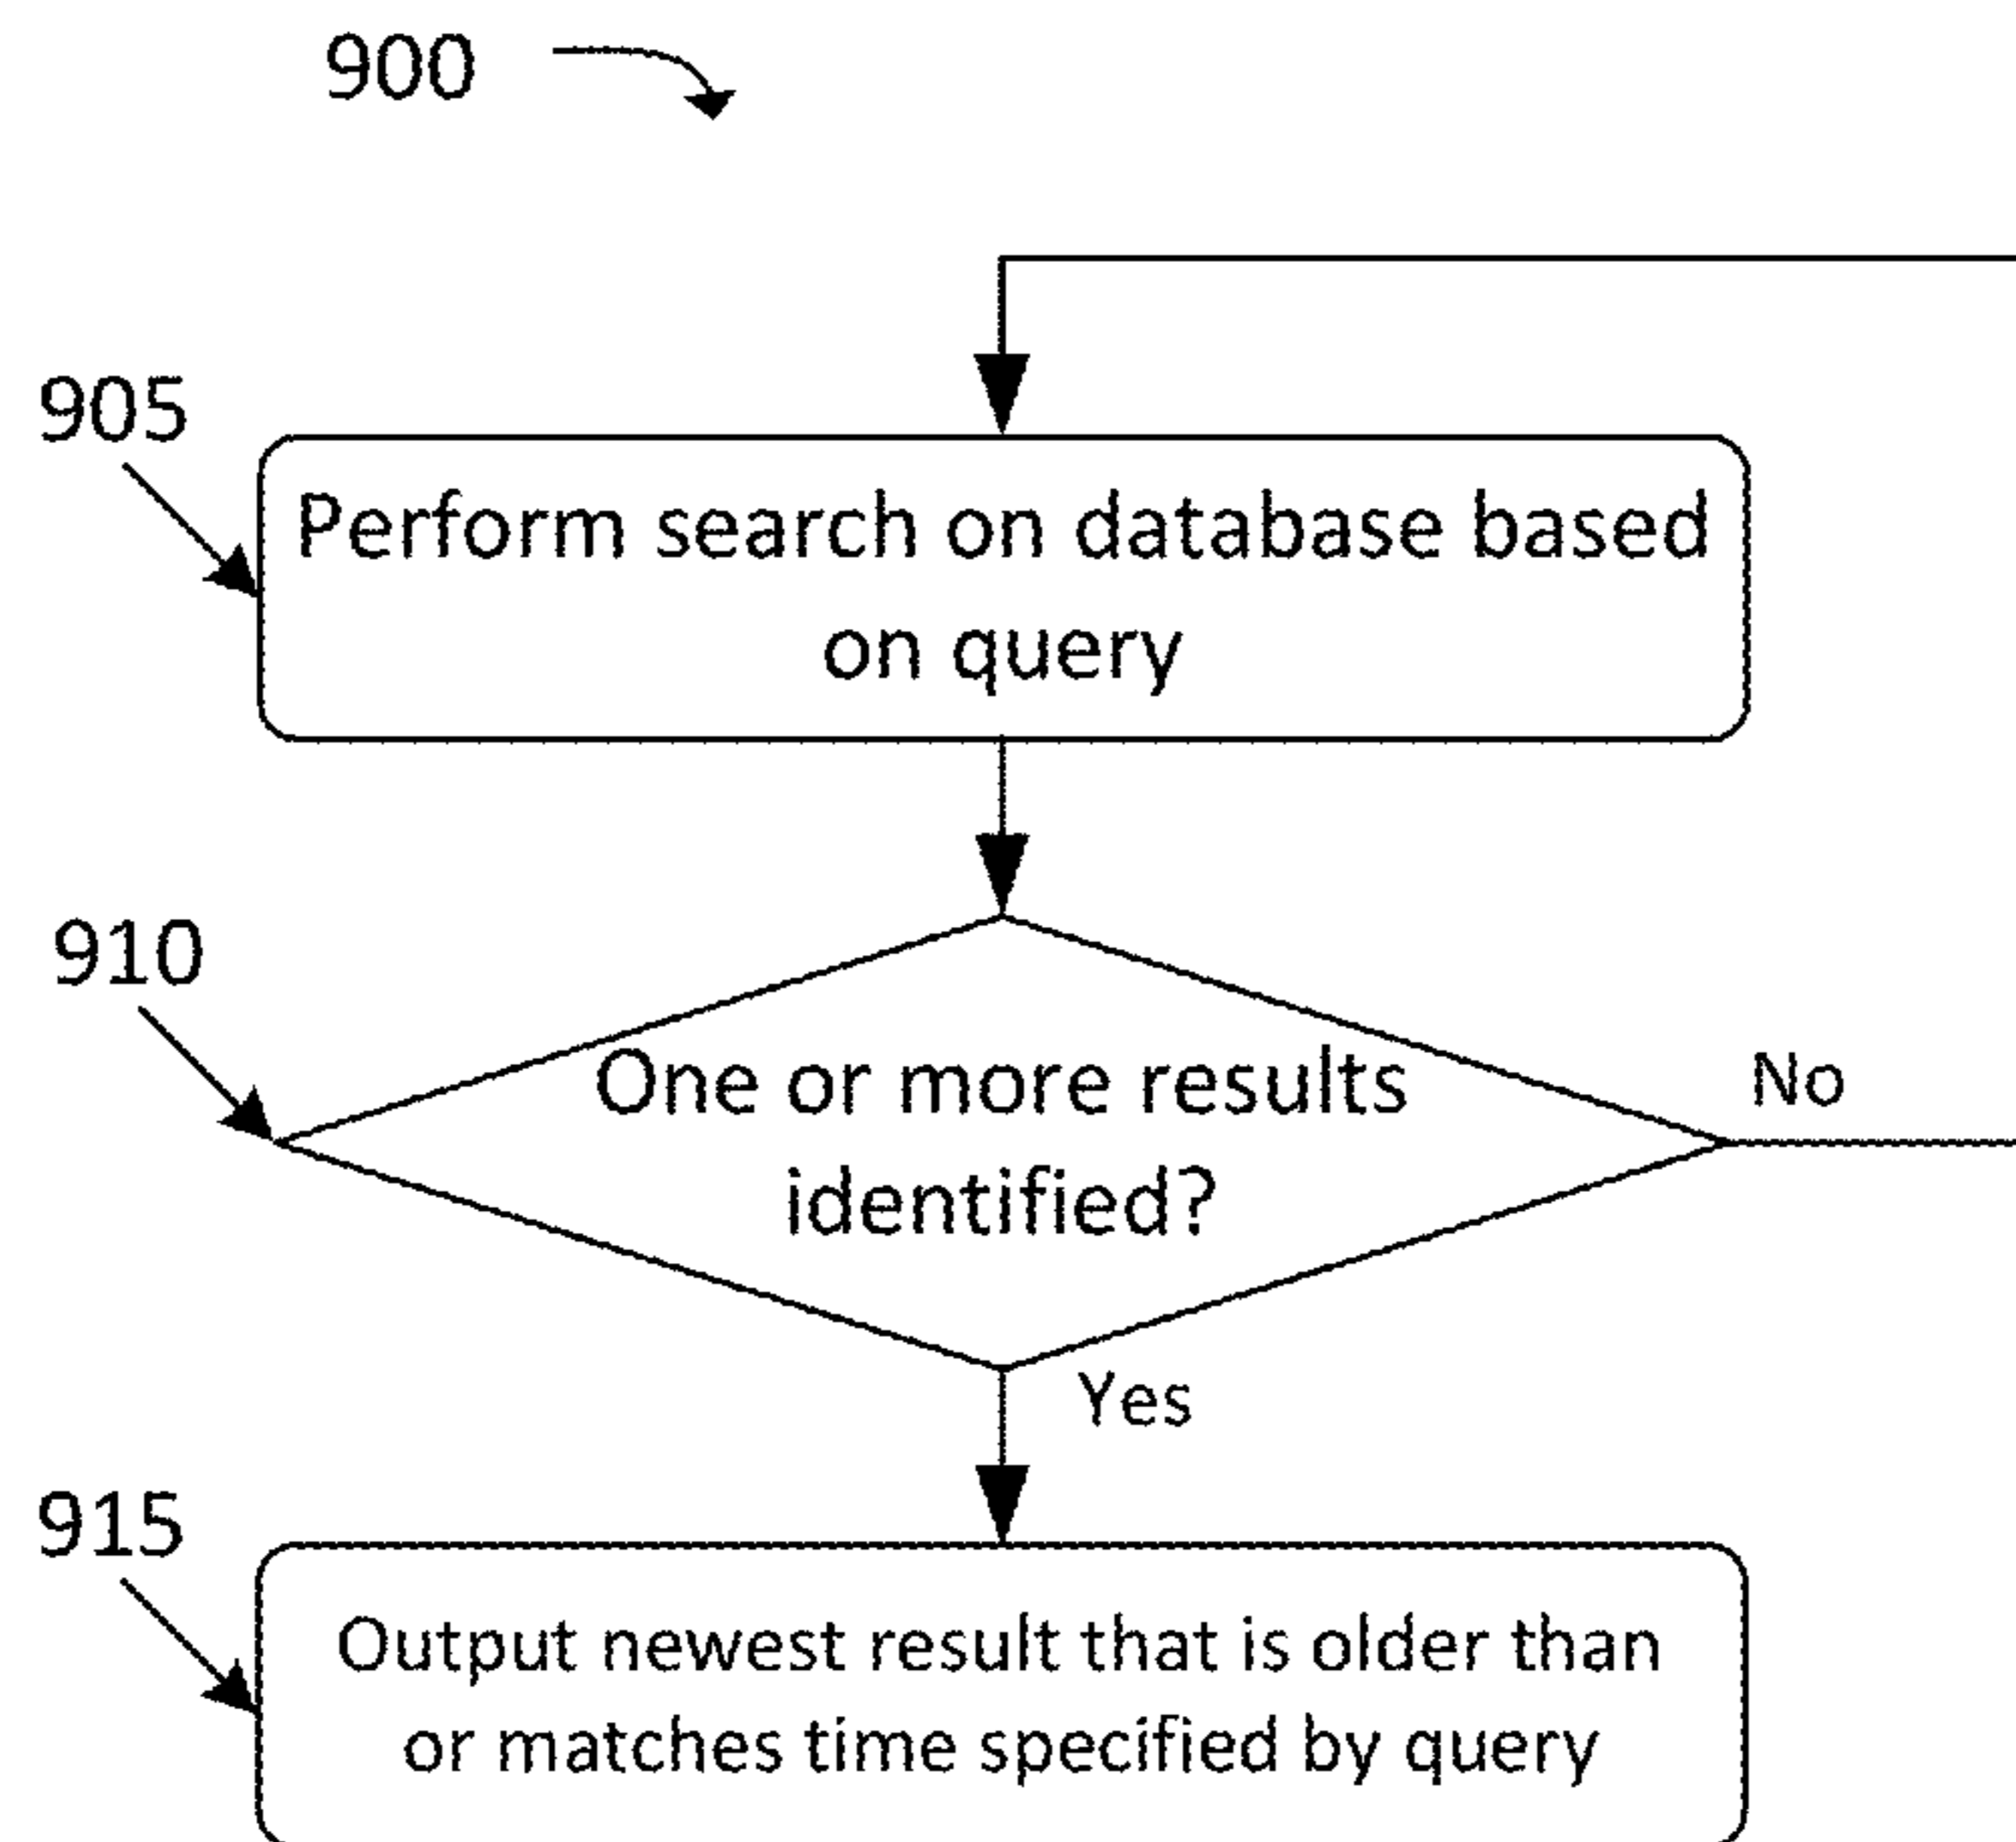 900
905
Perform search on database based
on query
910
One or more results
identified?
No
Yes
915
Output newest result that is older than
or matches time specified by query